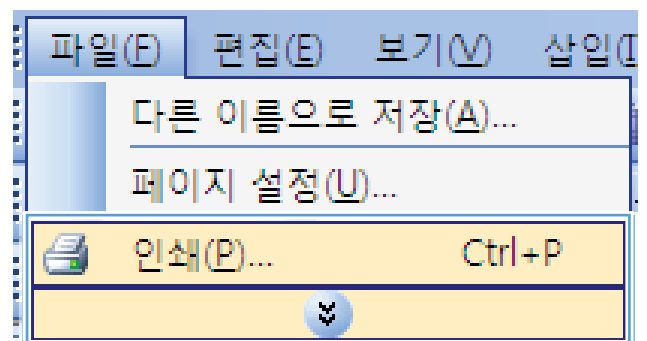 파일(F) 편집(E) 보기(V) 삽입(I
다른 이름으로 저장(A)...
페이지 설정(U)...
인쇄(P)... Ctrl+P